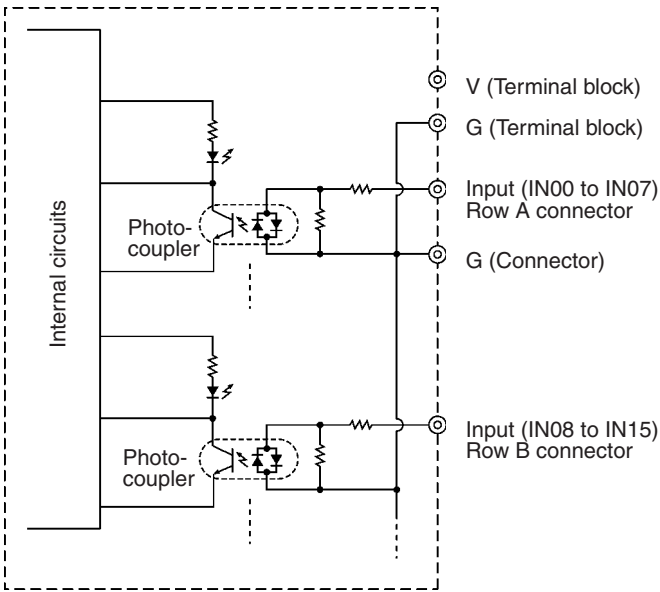 V (Terminal block)
G (Terminal block)
Input (IN00 to IN07)
Row A connector
G (Connector)
Internal circuits
Photo-
coupler
Photo-
coupler
Input (IN08 to IN15)
Row B connector